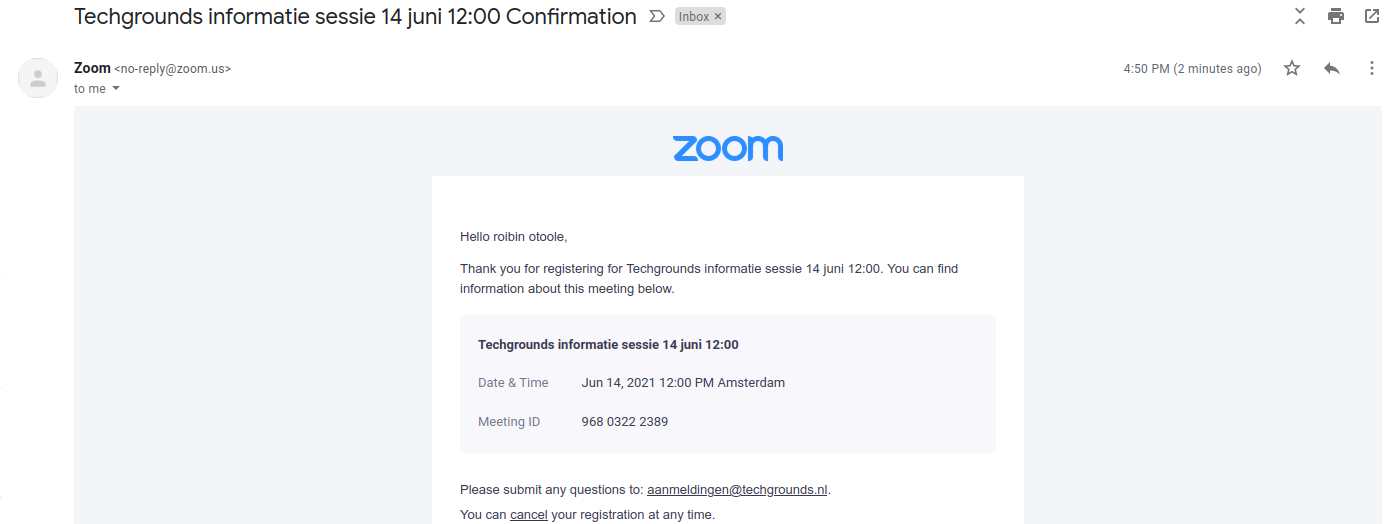 Techgrounds informatie sessie 14 juni 12:00 Confirmation Inbox ×
Zoom <no-reply@zoom.us> 4:50 PM (2 minutes ago)
to me
zoom
Hello roibin otoole,
Thank you for registering for Techgrounds informatie sessie 14 juni 12:00. You can find
information about this meeting below.
Techgrounds informatie sessie 14 juni 12:00
Date & Time Jun 14, 2021 12:00 PM Amsterdam
Meeting ID 968 0322 2389
Please submit any questions to: aanmeldingen@techgrounds.nl.
You can cancel your registration at any time.